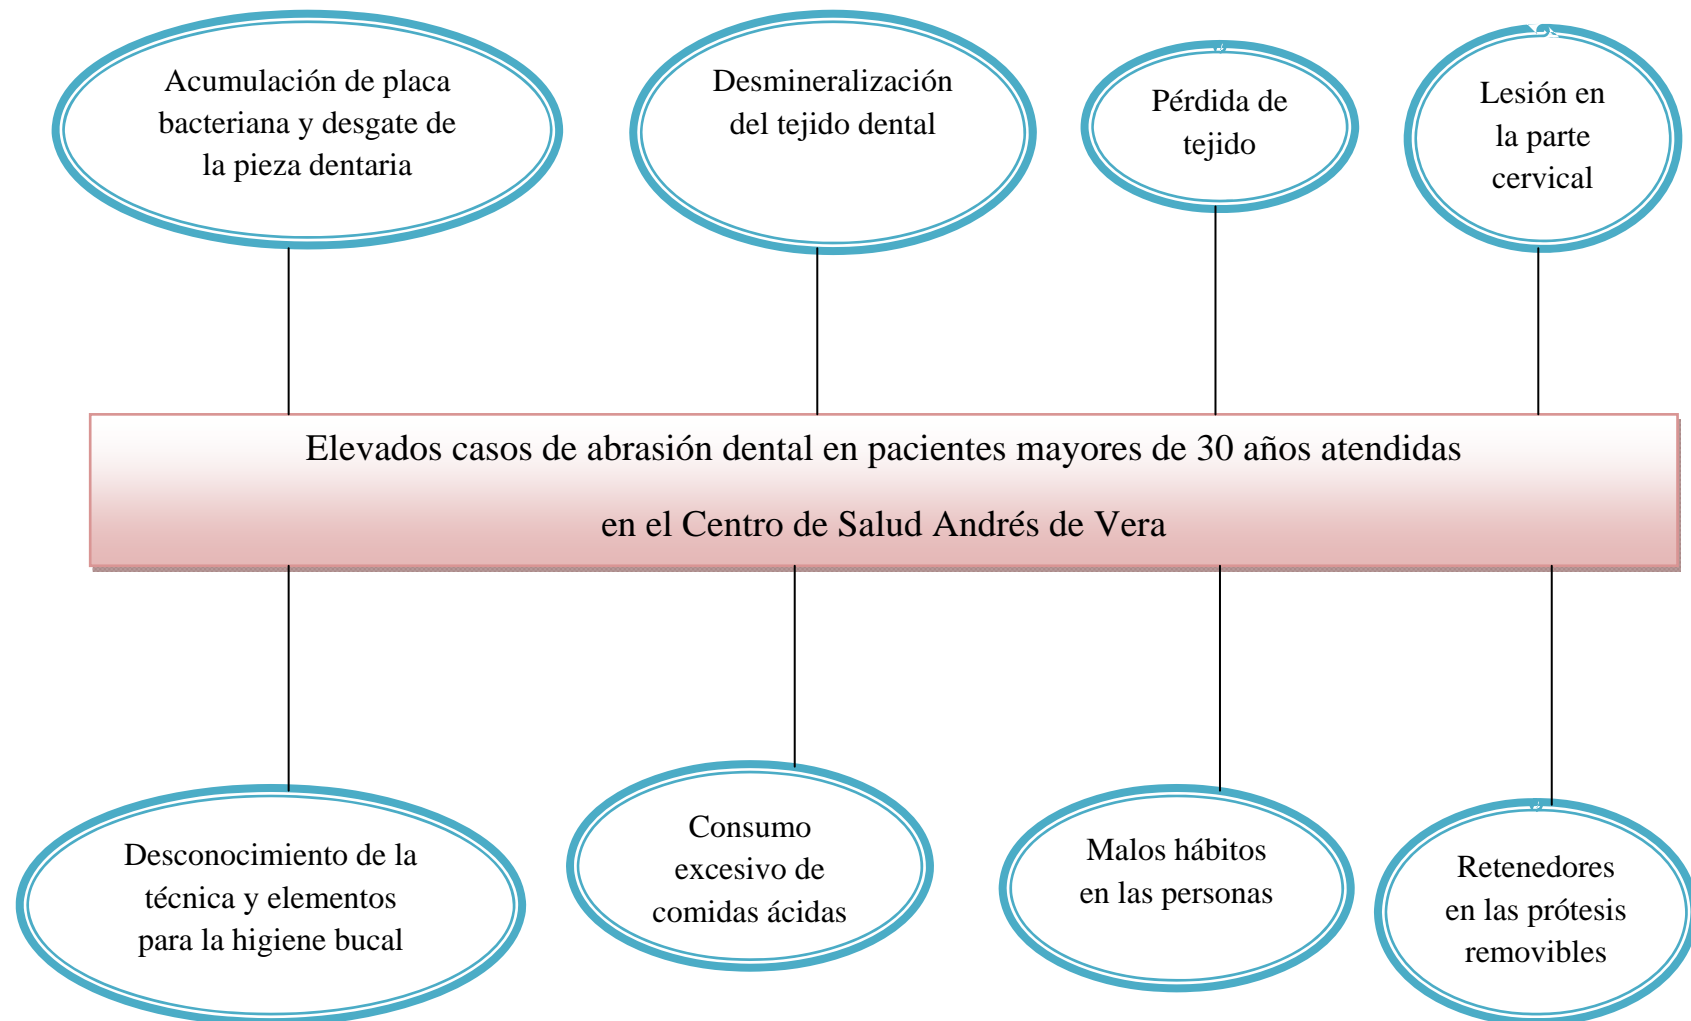 Acumulación de placa
bacteriana y desgate de
la pieza dentaria
Desmineralización
del tejido dental
Pérdida de
tejido
Lesión en
la parte
cervical
Elevados casos de abrasión dental en pacientes mayores de 30 años atendidas
en el Centro de Salud Andrés de Vera
Desconocimiento de la
técnica y elementos
para la higiene bucal
Consumo
excesivo de
comidas ácidas
Malos hábitos
en las personas
Retenedores
en las prótesis
removibles